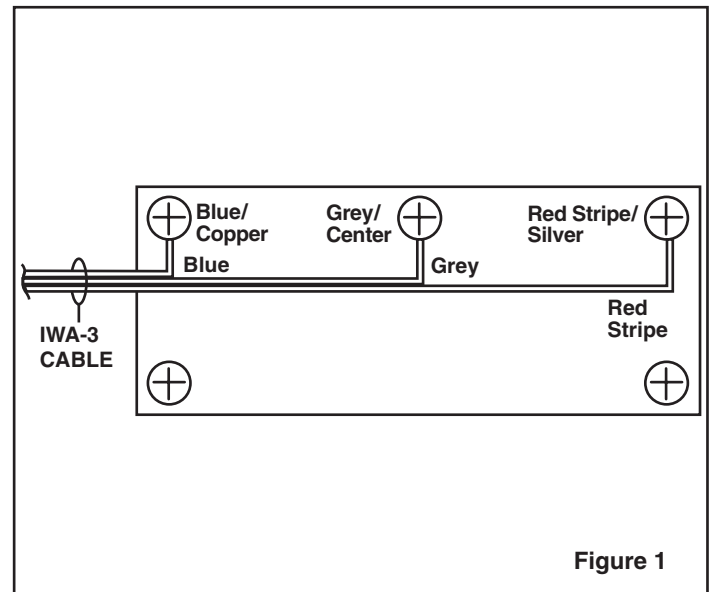 Blue/
Copper
Grey/
Center
Red Stripe/
Silver
Blue
Grey
Red
Stripe
IWA-3
CABLE
Figure 1